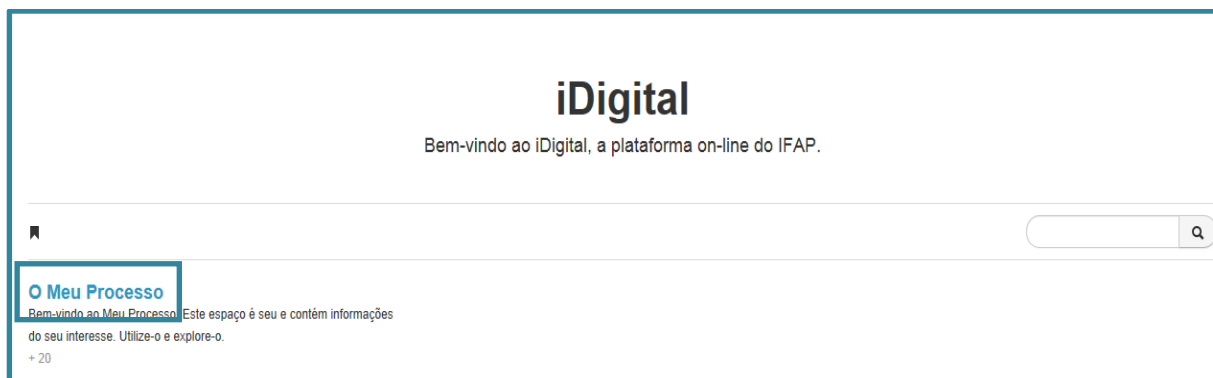 iDigital
Bem-vindo ao iDigital, a plataforma on-line do IFAP.
O Meu Processo
Bem-vindo ao Meu Processo. Este espaço é seu e contém informações
do seu interesse. Utilize-o e explore-o.
+ 20